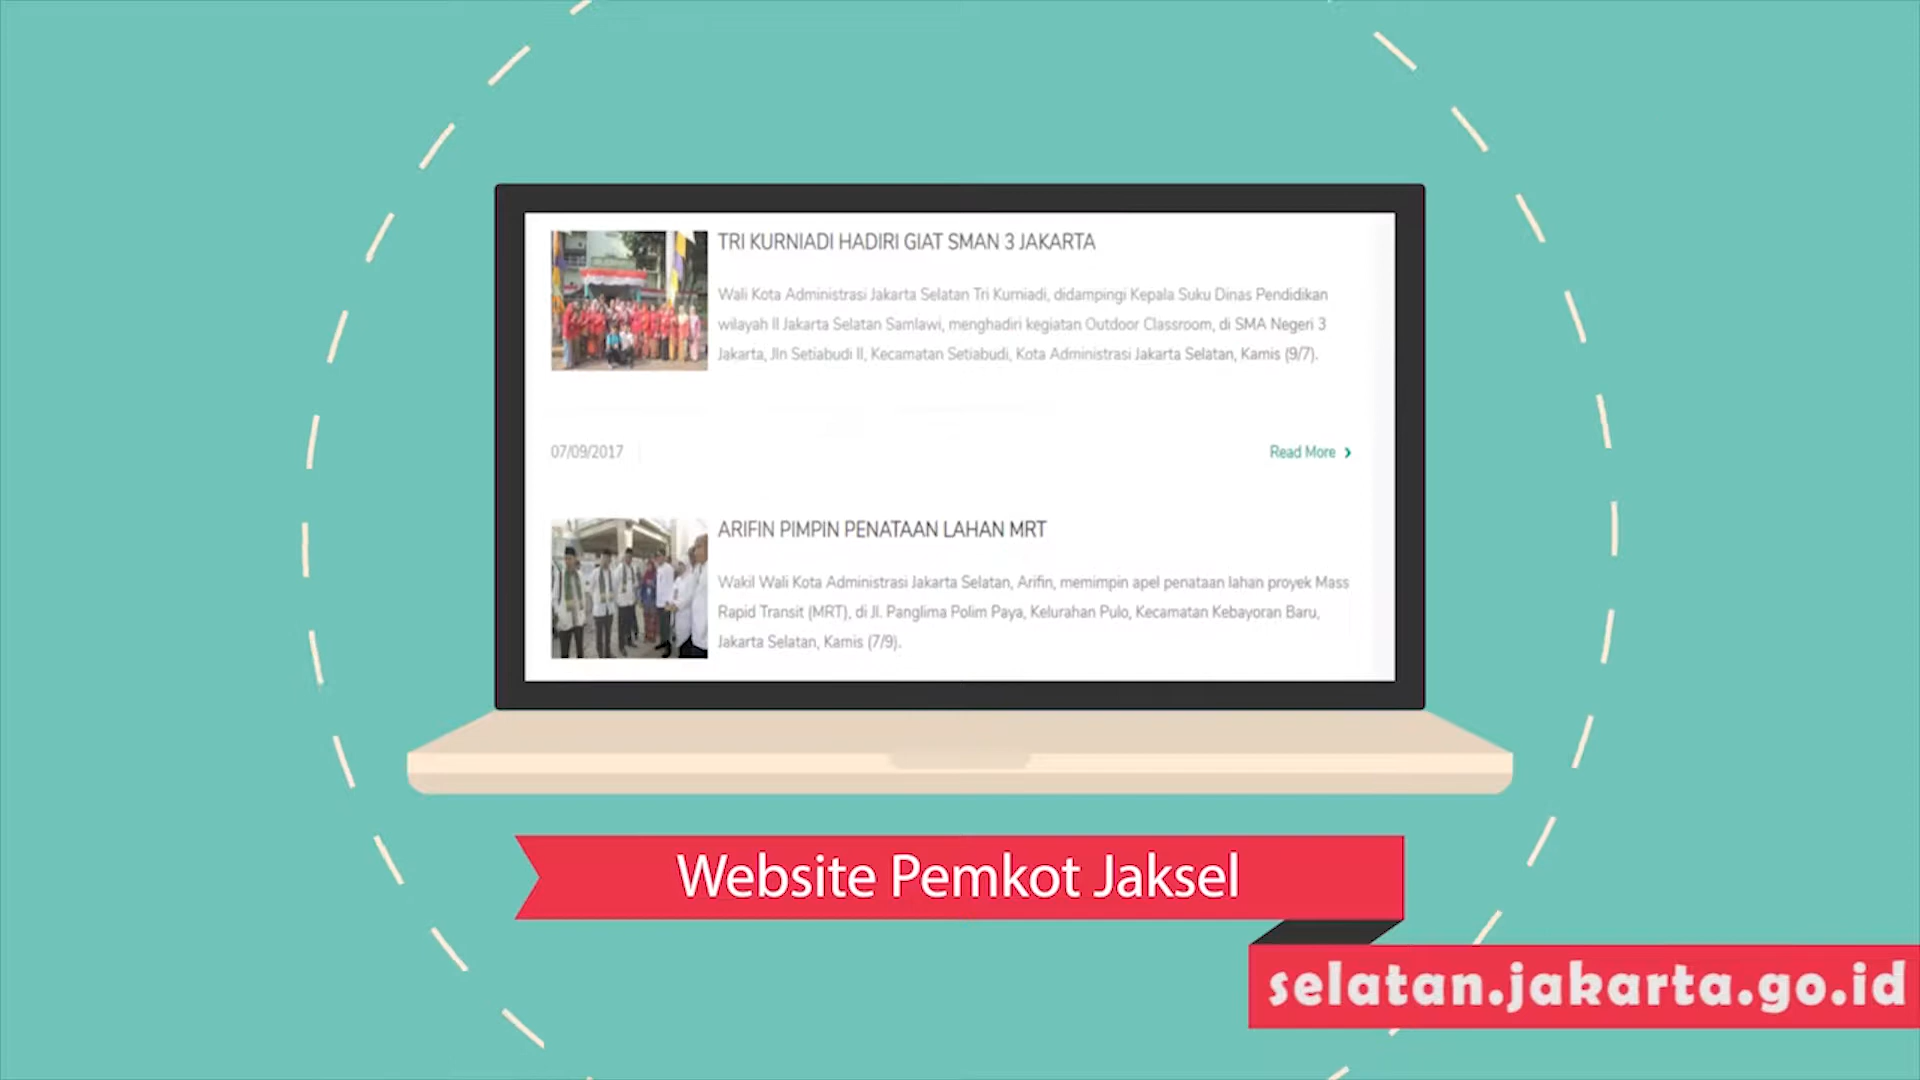 TRI KURNIADI HADIRI GIAT SMAN 3 JAKARTA
Wali Kota Administrasi Jakarta Selatan Tri Kurniadi, didampingi Kepala Suku Dinas Pendidikan
wilayah II Jakarta Selatan Samlawi, menghadiri kegiatan Outdoor Classroom, di SMA Negeri 3
Jakarta, Jln Setiabudi II, Kecamatan Setiabudi, Kota Administrasi Jakarta Selatan, Kamis (9/7).
07/09/2017
Read More
ARIFIN PIMPIN PENATAAN LAHAN MRT
Wakil Wali Kota Administrasi Jakarta Selatan, Arifin, memimpin apel penataan lahan proyek Mass
Rapid Transit (MRT), di Jl. Panglima Polim Paya, Kelurahan Pulo, Kecamatan Kebayoran Baru,
Jakarta Selatan, Kamis (7/9).
Website Pemkot Jaksel
selatan.jakarta.go.id